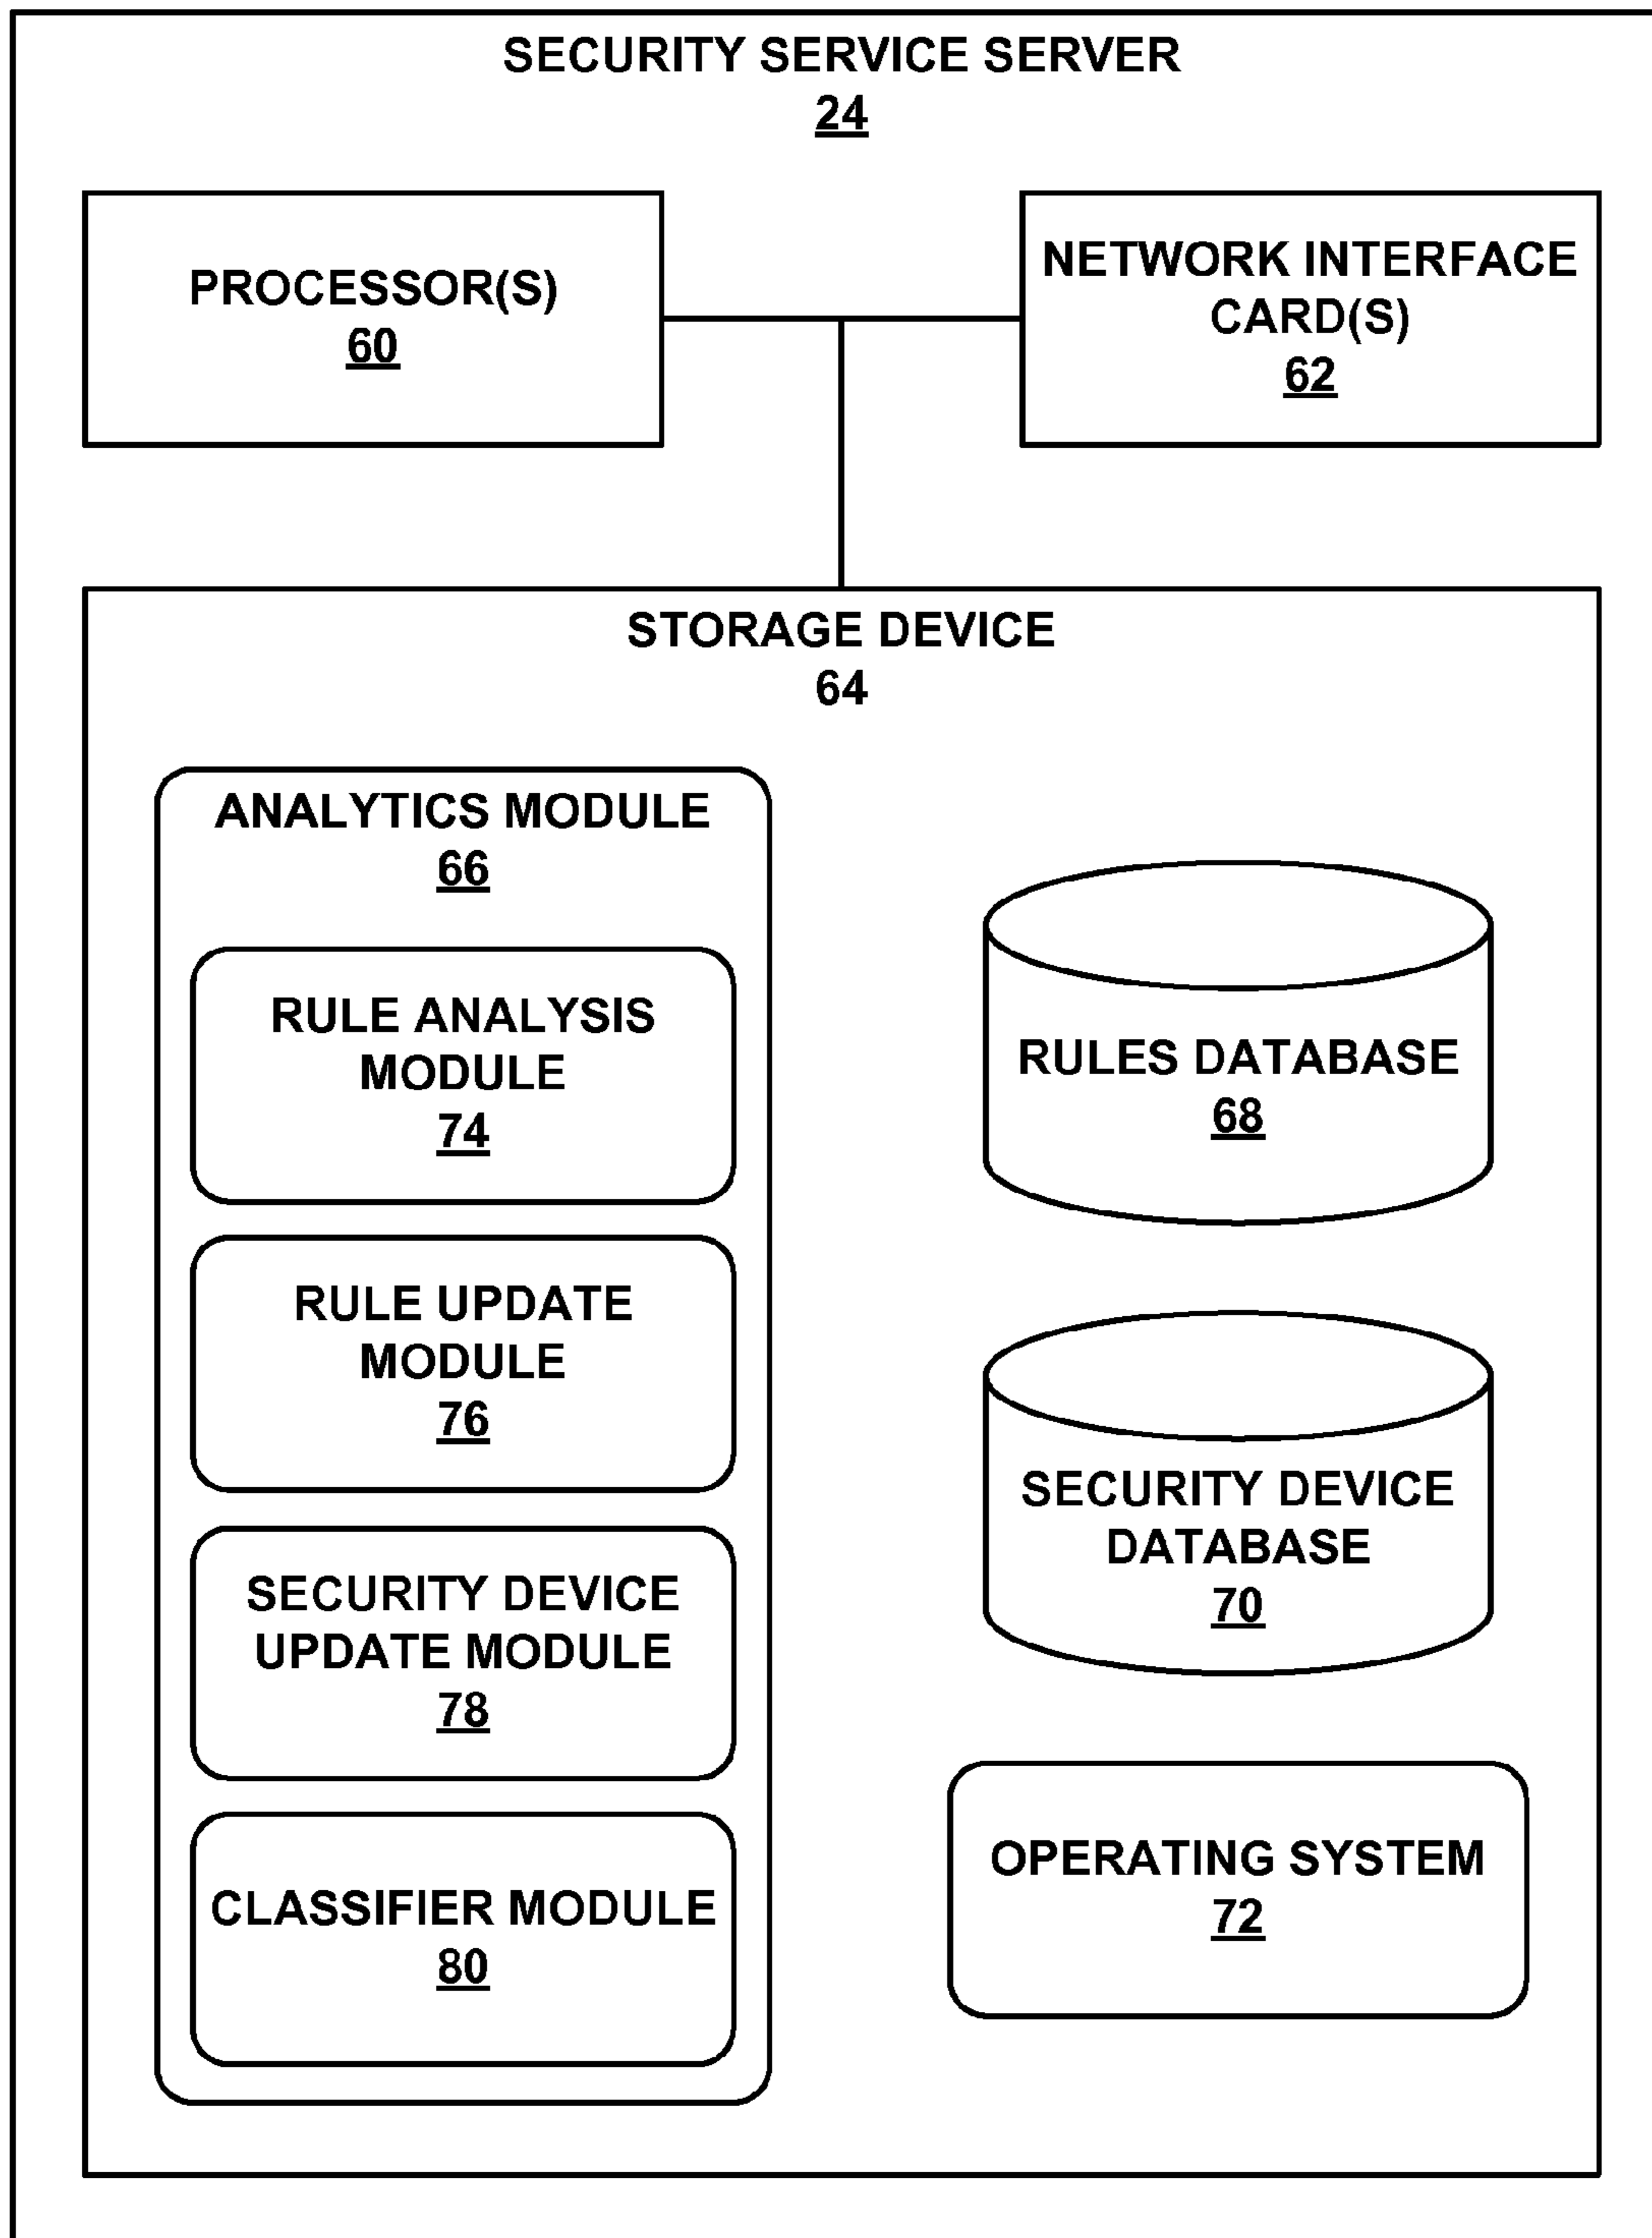 SECURITY SERVICE SERVER
24
PROCESSOR(S)
60
NETWORK INTERFACE
CARD(S)
62
STORAGE DEVICE
64
ANALYTICS MODULE
66
RULE ANALYSIS
MODULE
74
RULE UPDATE
MODULE
76
SECURITY DEVICE
UPDATE MODULE
78
CLASSIFIER MODULE
80
RULES DATABASE
68
SECURITY DEVICE
DATABASE
70
OPERATING SYSTEM
72